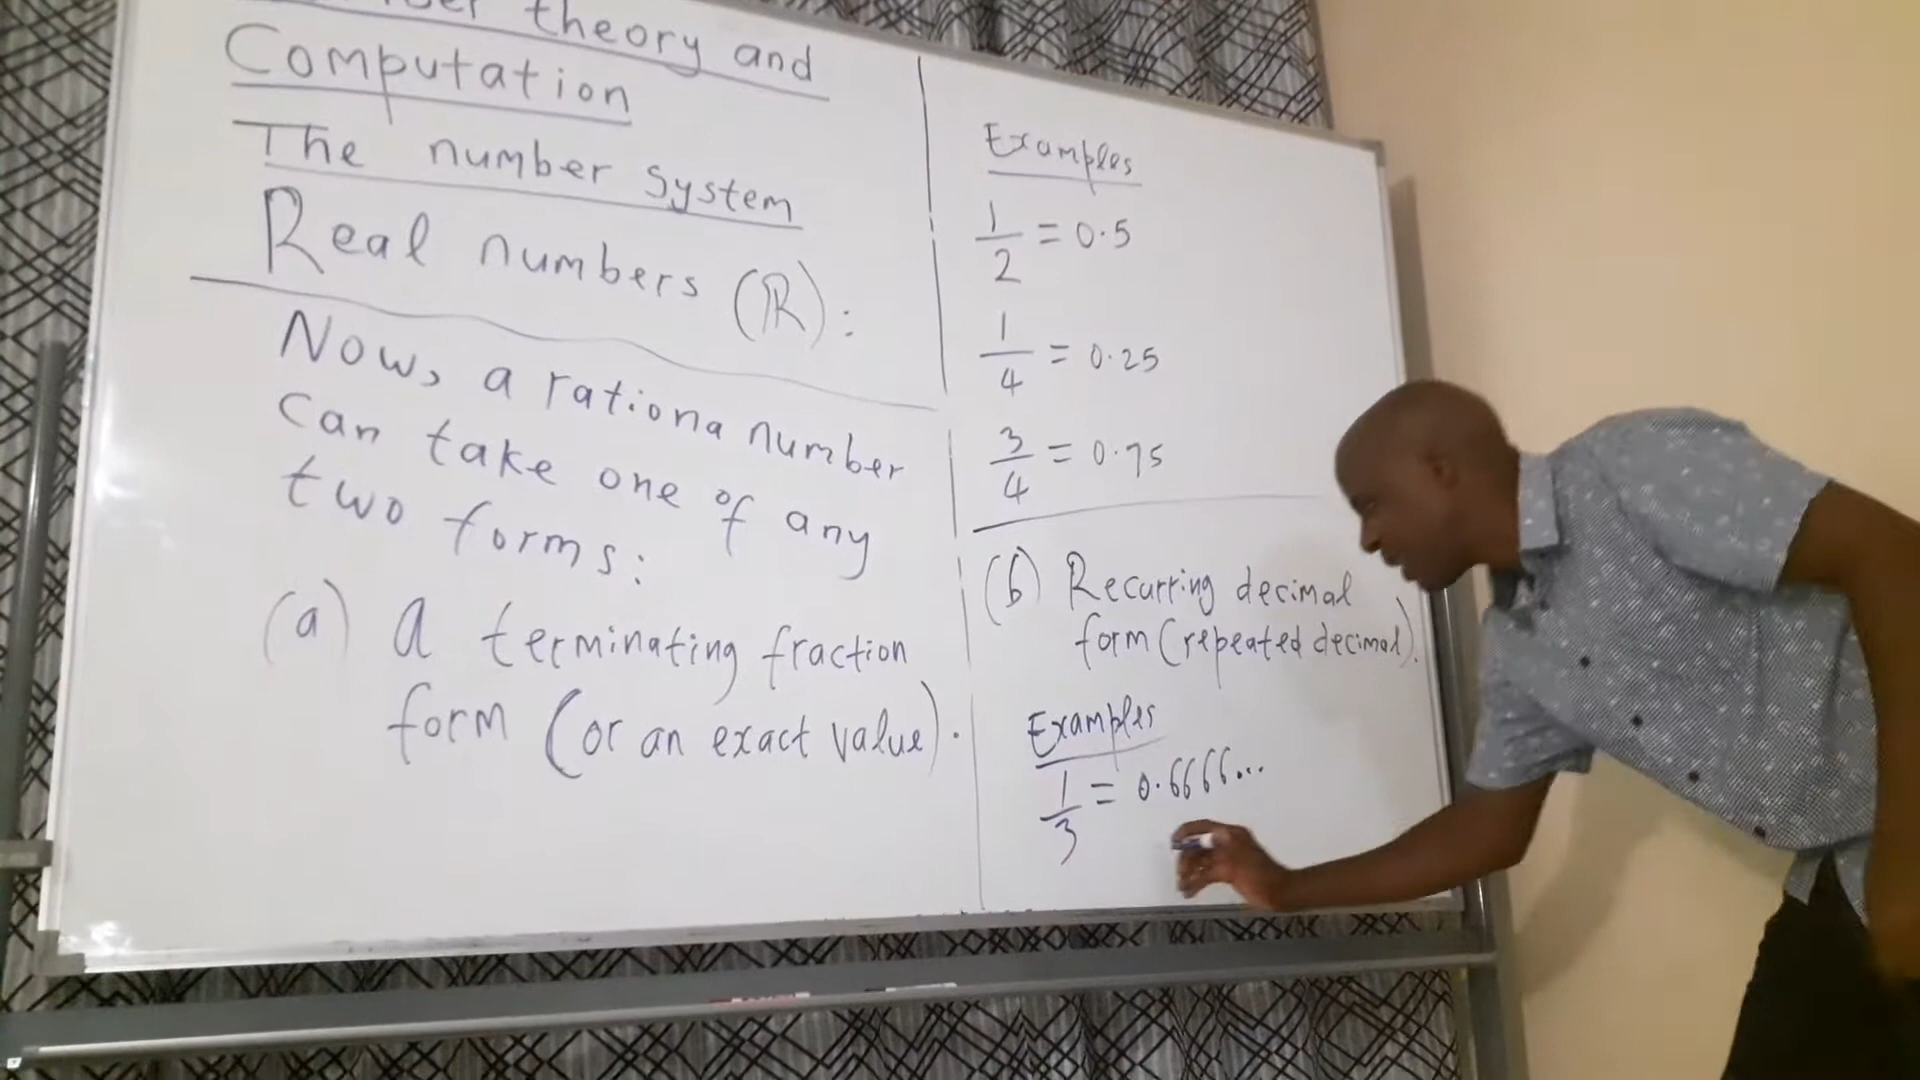 theory and
Computation
The number system
Real numbers (ℝ):
Now, a rationa number
can take one of any
two forms:
(a) a terminating fraction
form (or an exact value).
Examples
1/2 = 0.5
1/4 = 0.25
3/4 = 0.75
(b) Recurring decimal
form (repeated decimal).
Examples
1/3 = 0.6666...